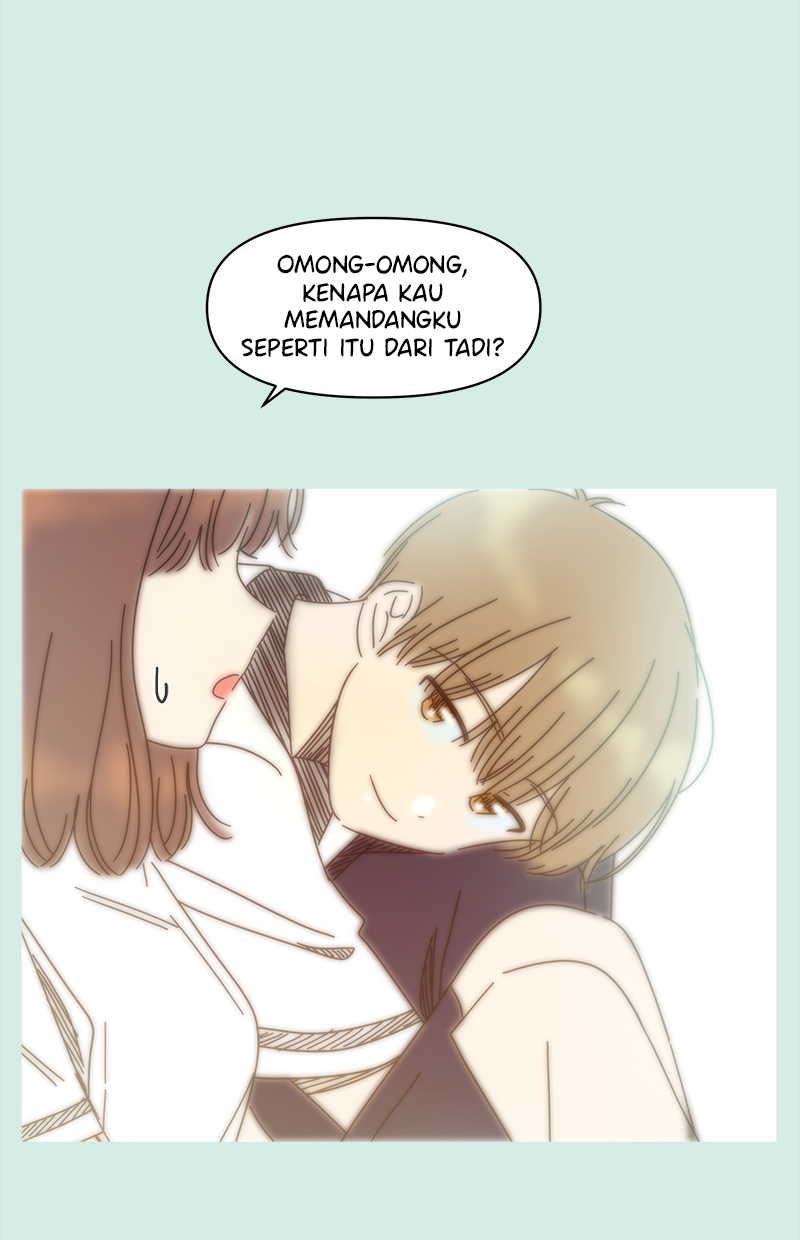 OMONG-OMONG,
KENAPA KAU
MEMANDANGKU
SEPERTI ITU DARI TADI?